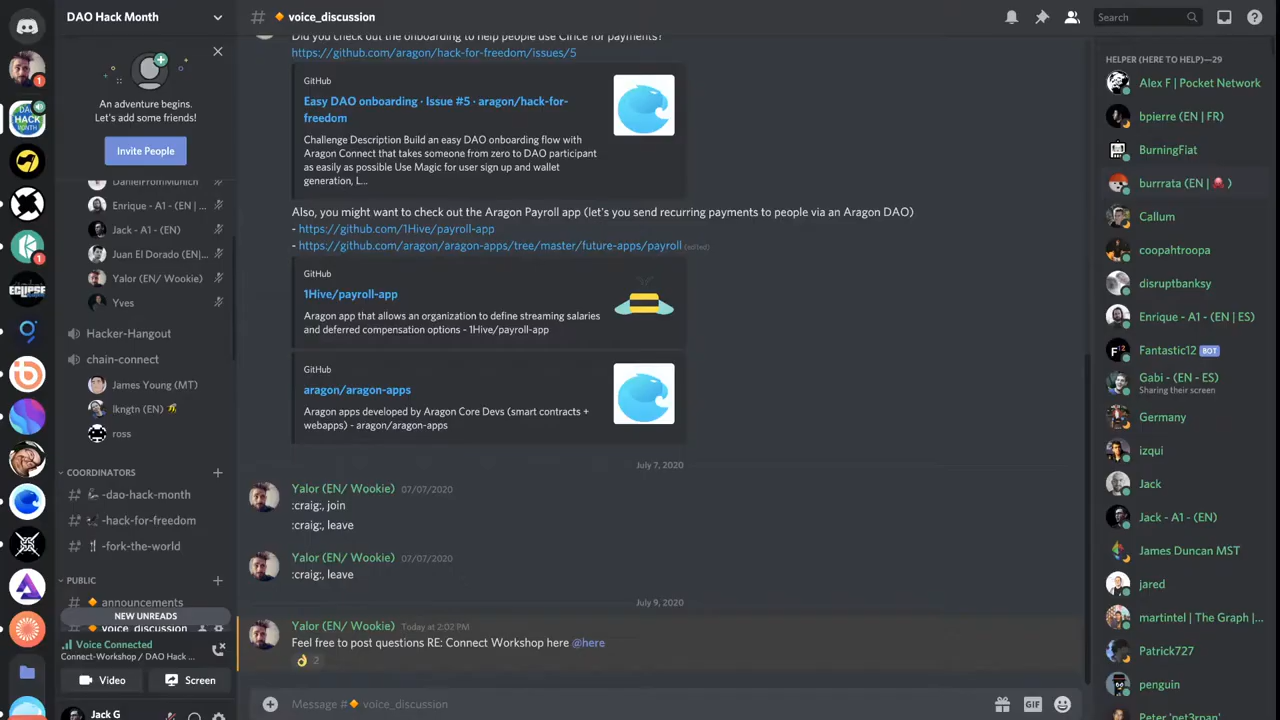 DAO Hack Month
voice_discussion
Search
1
An adventure begins.
Let's add some friends!
Invite People
DanielFromMunich
Enrique - A1 - (EN | ...
Jack - A1 - (EN)
Juan El Dorado (EN|...
Yalor (EN/ Wookie)
Yves
Hacker-Hangout
chain-connect
James Young (MT)
lkngtn (EN)
ross
COORDINATORS
-dao-hack-month
-hack-for-freedom
-fork-the-world
PUBLIC
announcements
NEW UNREADS
voice_discussion
Voice Connected
Connect-Workshop / DAO Hack ...
Video
Screen
Jack G
DAO
HACK
MONTH
1
ECLIPSE
Did you check out the onboarding to help people use Circe for payments?
https://github.com/aragon/hack-for-freedom/issues/5
GitHub
Easy DAO onboarding · Issue #5 · aragon/hack-for-
freedom
Challenge Description Build an easy DAO onboarding flow with
Aragon Connect that takes someone from zero to DAO participant
as easily as possible Use Magic for user sign up and wallet
generation, L...
Also, you might want to check out the Aragon Payroll app (let's you send recurring payments to people via an Aragon DAO)
- https://github.com/1Hive/payroll-app
- https://github.com/aragon/aragon-apps/tree/master/future-apps/payroll (edited)
GitHub
1Hive/payroll-app
Aragon app that allows an organization to define streaming salaries
and deferred compensation options - 1Hive/payroll-app
GitHub
aragon/aragon-apps
Aragon apps developed by Aragon Core Devs (smart contracts +
webapps) - aragon/aragon-apps
July 7, 2020
Yalor (EN/ Wookie) 07/07/2020
:craig:, join
:craig:, leave
Yalor (EN/ Wookie) 07/07/2020
:craig:, leave
July 9, 2020
Yalor (EN/ Wookie) Today at 2:02 PM
Feel free to post questions RE: Connect Workshop here @here
2
Message # voice_discussion
GIF
HELPER (HERE TO HELP)—29
Alex F | Pocket Network
bpierre (EN | FR)
BurningFiat
burrrata (EN | )
Callum
coopahtroopa
disruptbanksy
Enrique - A1 - (EN | ES)
Fantastic12 BOT
Gabi - (EN - ES)
Sharing their screen
Germany
izqui
Jack
Jack - A1 - (EN)
James Duncan MST
jared
martintel | The Graph |...
Patrick727
penguin
Peter 'net3rpan'